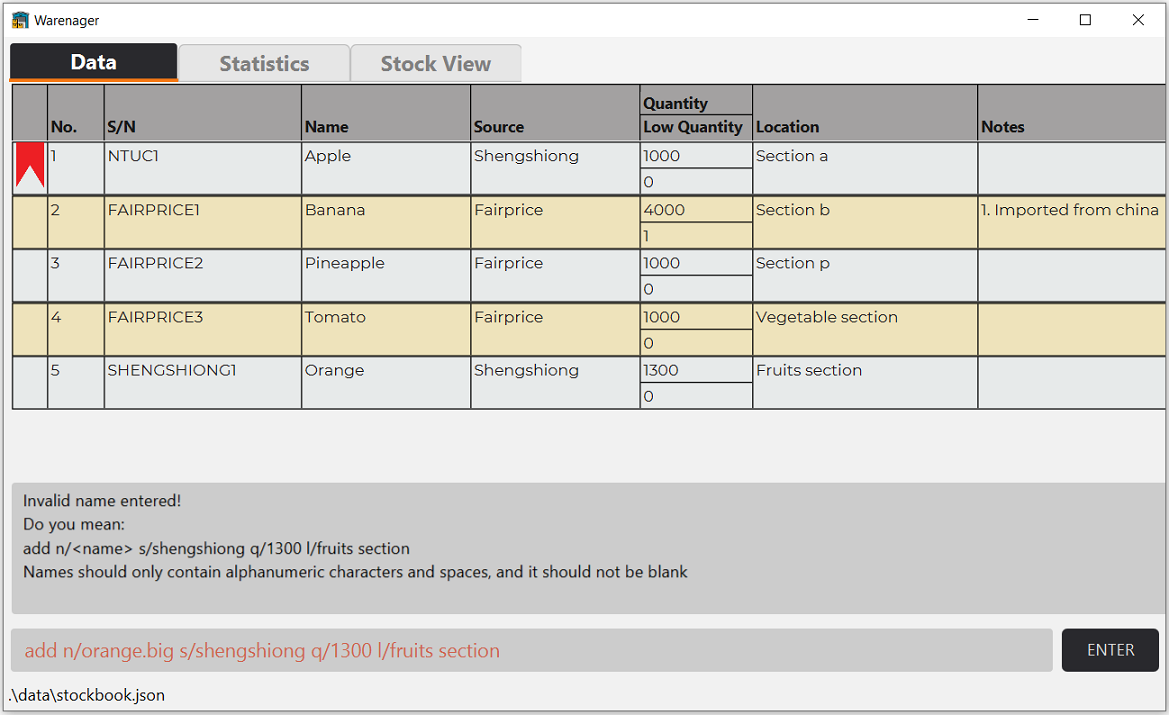 Warenager
Data Statistics Stock View
Quantity
No. S/N Name Source Low Quantity Location Notes
1 NTUC1 Apple Shengshiong 1000 Section a
0
2 FAIRPRICE1 Banana Fairprice 4000 Section b 1. Imported from china
1
3 FAIRPRICE2 Pineapple Fairprice 1000 Section p
0
4 FAIRPRICE3 Tomato Fairprice 1000 Vegetable section
0
5 SHENGSHIONG1 Orange Shengshiong 1300 Fruits section
0
Invalid name entered!
Do you mean:
add n/<name> s/shengshiong q/1300 l/fruits section
Names should only contain alphanumeric characters and spaces, and it should not be blank
add n/orange.big s/shengshiong q/1300 l/fruits section ENTER
.\data\stockbook.json